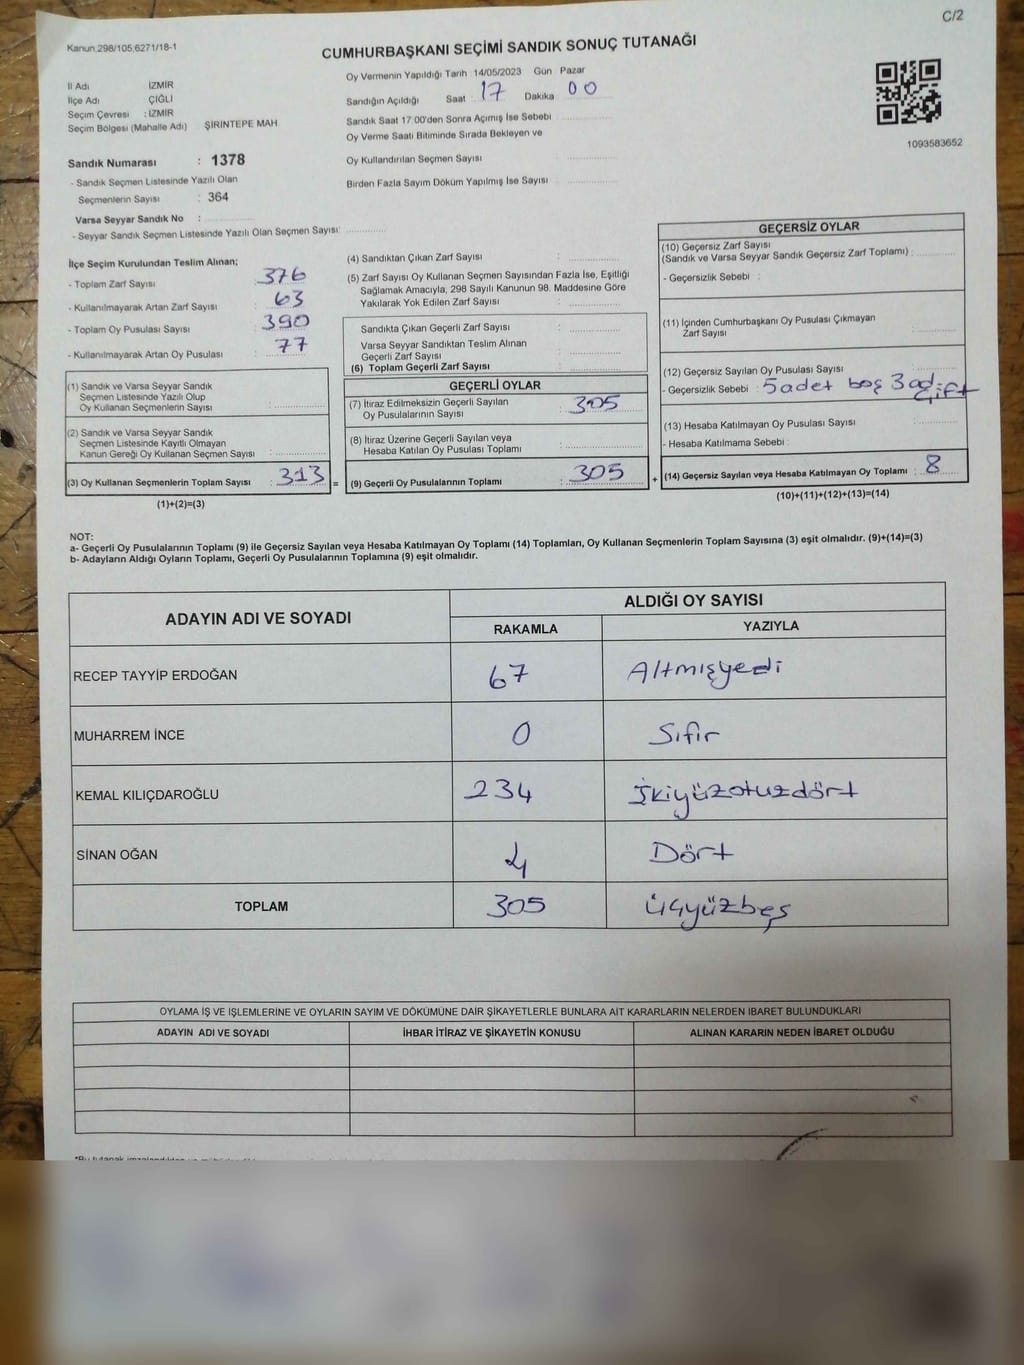 C/2
Kanun 298/105,6271/18-1
CUMHURBAŞKANI SEÇİMİ SANDIK SONUÇ TUTANAĞI
İl Adı İZMİR
İlçe Adı ÇİĞLİ
Seçim Çevresi : İZMİR
Seçim Bölgesi (Mahalle Adı) ŞİRİNTEPE MAH.
Sandık Numarası : 1378
- Sandık Seçmen Listesinde Yazılı Olan
Seçmenlerin Sayısı : 364
Varsa Seyyar Sandık No :
- Seyyar Sandık Seçmen Listesinde Yazılı Olan Seçmen Sayısı:
Oy Vermenin Yapıldığı Tarih 14/05/2023 Gün Pazar
Sandığın Açıldığı Saat : 17 Dakika 00
Sandık Saat 17.00'den Sonra Açımış İse Sebebi
Oy Verme Saati Bitiminde Sırada Bekleyen ve
Oy Kullandırılan Seçmen Sayısı
Birden Fazla Sayım Döküm Yapılmış İse Sayısı :
1093583652
İlçe Seçim Kurulundan Teslim Alınan;
- Toplam Zarf Sayısı : 376
- Kullanılmayarak Artan Zarf Sayısı : 63
- Toplam Oy Pusulası Sayısı : 390
- Kullanılmayarak Artan Oy Pusulası : 77
(1) Sandık ve Varsa Seyyar Sandık
Seçmen Listesinde Yazılı Olup
Oy Kullanan Seçmenlerin Sayısı :
(2) Sandık ve Varsa Seyyar Sandık
Seçmen Listesinde Kayıtlı Olmayan
Kanun Gereği Oy Kullanan Seçmen Sayısı :
(3) Oy Kullanan Seçmenlerin Toplam Sayısı : 313 =
(1)+(2)=(3)
(4) Sandıktan Çıkan Zarf Sayısı :
(5) Zarf Sayısı Oy Kullanan Seçmen Sayısından Fazla İse, Eşitliği
Sağlamak Amacıyla, 298 Sayılı Kanunun 98. Maddesine Göre
Yakılarak Yok Edilen Zarf Sayısı :
Sandıkta Çıkan Geçerli Zarf Sayısı :
Varsa Seyyar Sandıktan Teslim Alınan
Geçerli Zarf Sayısı :
(6) Toplam Geçerli Zarf Sayısı :
GEÇERLİ OYLAR
(7) İtiraz Edilmeksizin Geçerli Sayılan
Oy Pusulalarının Sayısı : 305
(8) İtiraz Üzerine Geçerli Sayılan veya
Hesaba Katılan Oy Pusulası Toplamı :
(9) Geçerli Oy Pusulalarının Toplamı : 305 +
GEÇERSİZ OYLAR
(10) Geçersiz Zarf Sayısı
(Sandık ve Varsa Seyyar Sandık Geçersiz Zarf Toplamı) :
- Geçersizlik Sebebi :
(11) İçinden Cumhurbaşkanı Oy Pusulası Çıkmayan
Zarf Sayısı :
(12) Geçersiz Sayılan Oy Pusulası Sayısı :
- Geçersizlik Sebebi : 5 adet boş 3 ad. çift
(13) Hesaba Katılmayan Oy Pusulası Sayısı :
- Hesaba Katılmama Sebebi :
(14) Geçersiz Sayılan veya Hesaba Katılmayan Oy Toplamı : 8
(10)+(11)+(12)+(13)=(14)
NOT:
a- Geçerli Oy Pusulalarının Toplamı (9) ile Geçersiz Sayılan veya Hesaba Katılmayan Oy Toplamı (14) Toplamları, Oy Kullanan Seçmenlerin Toplam Sayısına (3) eşit olmalıdır. (9)+(14)=(3)
b- Adayların Aldığı Oyların Toplamı, Geçerli Oy Pusulalarının Toplamına (9) eşit olmalıdır.
ADAYIN ADI VE SOYADI ALDIĞI OY SAYISI
RAKAMLA YAZIYLA
RECEP TAYYİP ERDOĞAN 67 Altmışyedi
MUHARREM İNCE 0 Sıfır
KEMAL KILIÇDAROĞLU 234 İkiyüzotuzdört
SİNAN OĞAN 4 Dört
TOPLAM 305 üçyüzbeş
OYLAMA İŞ VE İŞLEMLERİNE VE OYLARIN SAYIM VE DÖKÜMÜNE DAİR ŞİKAYETLERLE BUNLARA AİT KARARLARIN NELERDEN İBARET BULUNDUKLARI
ADAYIN ADI VE SOYADI İHBAR İTİRAZ VE ŞİKAYETİN KONUSU ALINAN KARARIN NEDEN İBARET OLDUĞU